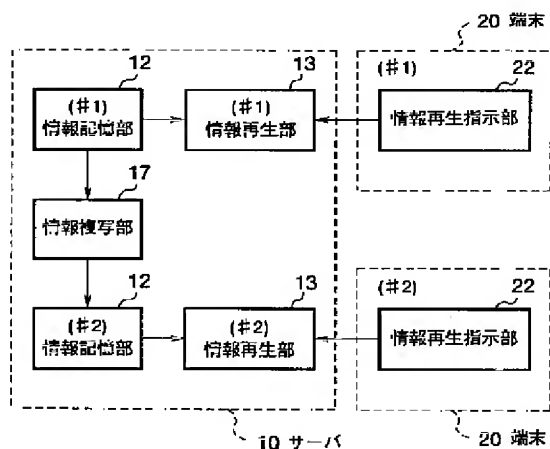 20 端末
12
13
(#1)
(#1)
情報記憶部
(#1)
情報再生部
22
情報再生指示部
17
情報複写部
12
13
(#2)
(#2)
情報記憶部
(#2)
情報再生部
22
情報再生指示部
20 端末
10 サーバ